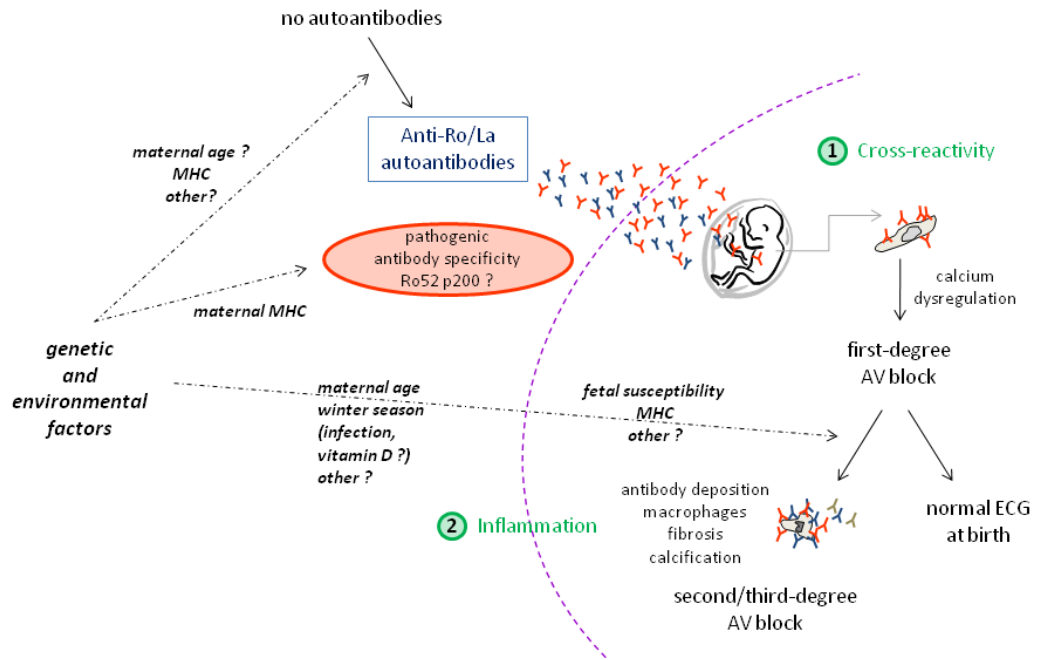 no autoantibodies
Anti-Ro/La
autoantibodies
maternal age ?
MHC
other?
1 Cross-reactivity
pathogenic
antibody specificity
Ro52 p200 ?
calcium
dysregulation
maternal MHC
genetic
and
environmental
factors
first-degree
AV block
maternal age
winter season
(infection,
vitamin D ?)
other ?
fetal susceptibility
MHC
other ?
2 Inflammation
antibody deposition
macrophages
fibrosis
calcification
normal ECG
at birth
second/third-degree
AV block